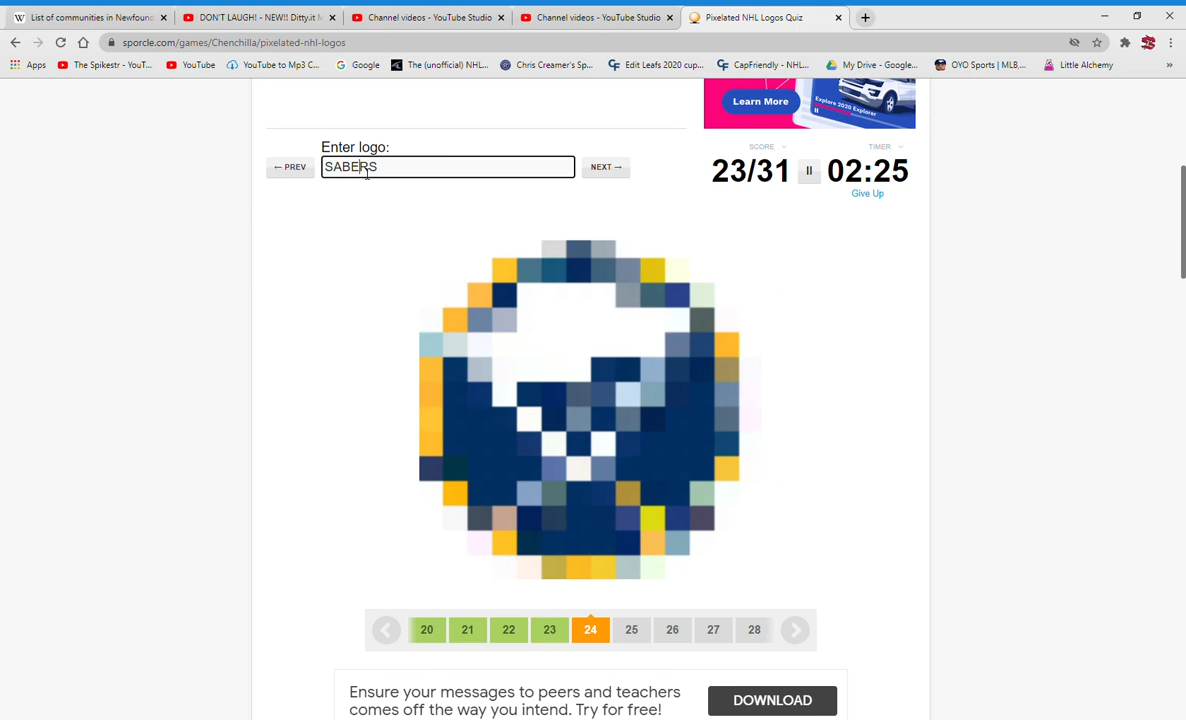 List of communities in Newfound
DON'T LAUGH! - NEW!! Ditty.it M
Channel videos - YouTube Studio
Channel videos - YouTube Studio
Pixelated NHL Logos Quiz
sporcle.com/games/Chenchilla/pixelated-nhl-logos
Apps
The Spikestr - YouT...
YouTube
YouTube to Mp3 C...
Google
The (unofficial) NHL...
Chris Creamer's Sp...
Edit Leafs 2020 cup...
CapFriendly - NHL...
My Drive - Google...
OYO Sports | MLB,...
Little Alchemy
»
Learn More
Explore 2020 Explorer
Enter logo:
← PREV
SABERS
NEXT →
SCORE
TIMER
23/31
02:25
Give Up
20 21 22 23 24 25 26 27 28
Ensure your messages to peers and teachers
comes off the way you intend. Try for free!
DOWNLOAD